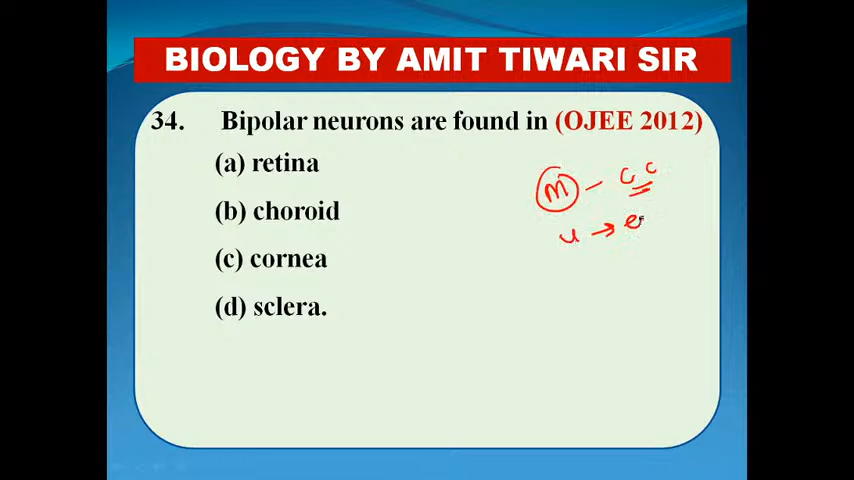 BIOLOGY BY AMIT TIWARI SIR
34. Bipolar neurons are found in (OJEE 2012)
(a) retina
M - C C
(b) choroid
u → e
(c) cornea
(d) sclera.